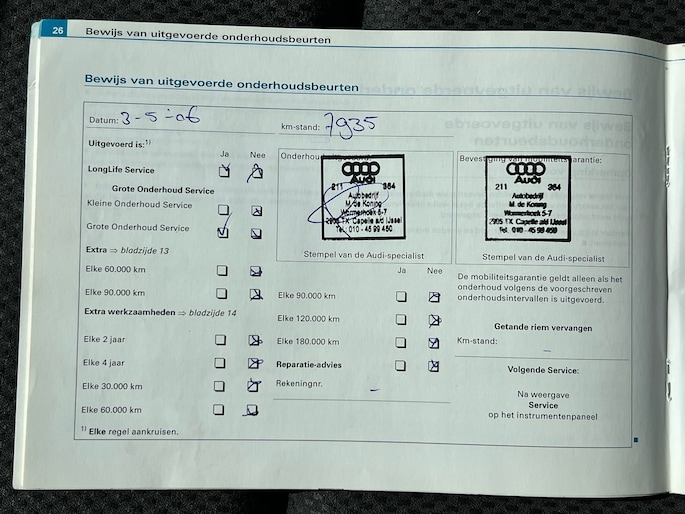 26 Bewijs van uitgevoerde onderhoudsbeurten
Bewijs van uitgevoerde onderhoudsbeurten
Datum: 3-5-06
km-stand: 7935
Uitgevoerd is:1)
Ja Nee
LongLife Service
Grote Onderhoud Service
Kleine Onderhoud Service
Grote Onderhoud Service
Extra ⇒ bladzijde 13
Elke 60.000 km
Elke 90.000 km
Extra werkzaamheden ⇒ bladzijde 14
Elke 2 jaar
Elke 4 jaar
Elke 30.000 km
Elke 60.000 km
1) Elke regel aankruisen.
Audi
211 364
Autobedrijf
M. de Koning
Wormerhoek 5-7
2905 TX Capelle a/d IJssel
Tel.: 010 - 45 99 450
Stempel van de Audi-specialist
Ja Nee
Elke 90.000 km
Elke 120.000 km
Elke 180.000 km
Reparatie-advies
Rekeningnr. –
Bevestiging van mobiliteitsgarantie:
Audi
211 364
Autobedrijf
M. de Koning
Wormerhoek 5-7
2905 TX Capelle a/d IJssel
Tel.: 010 - 45 99 450
Stempel van de Audi-specialist
De mobiliteitsgarantie geldt alleen als het
onderhoud volgens de voorgeschreven
onderhoudsintervallen is uitgevoerd.
Getande riem vervangen
Km-stand: –
Volgende Service:
Na weergave
Service
op het instrumentenpaneel